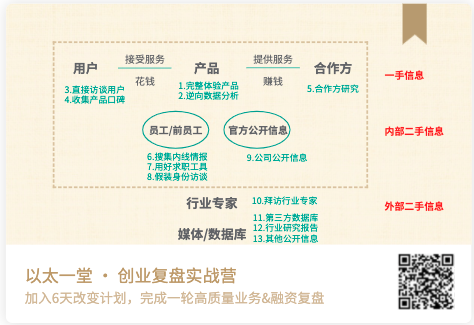 接受服务
提供服务
用户
产品
合作方
一手信息
花钱
赚钱
3.直接访谈用户
4.收集产品口碑
1.完整体验产品
2.逆向数据分析
5.合作方研究
员工/前员工
官方公开信息
内部二手信息
6.搜集内线情报
7.用好求职工具
8.假装身份访谈
9.公司公开信息
行业专家
10.拜访行业专家
外部二手信息
媒体/数据库
11.第三方数据库
12.行业研究报告
13.其他公开信息
以太一堂 · 创业复盘实战营
加入6天改变计划，完成一轮高质量业务&融资复盘